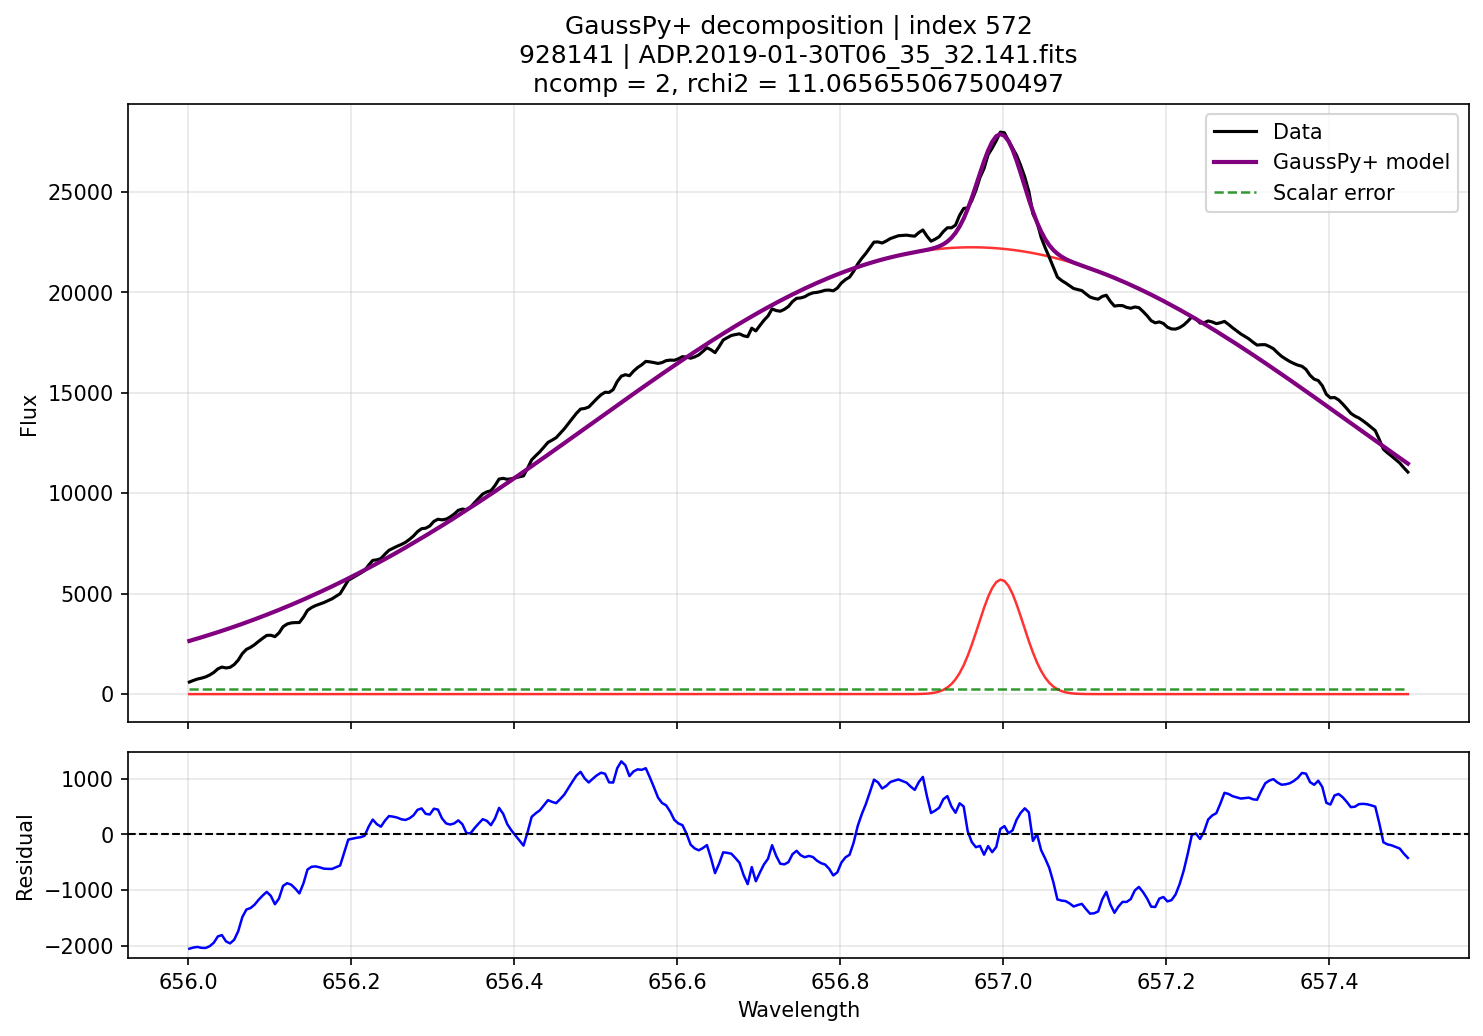 GaussPy+ decomposition | index 572
928141 | ADP.2019-01-30T06_35_32.141.fits
ncomp = 2, rchi2 = 11.065655067500497
Data
GaussPy+ model
Scalar error
Flux
25000
20000
15000
10000
5000
0
Residual
1000
0
−1000
−2000
656.0 656.2 656.4 656.6 656.8 657.0 657.2 657.4
Wavelength